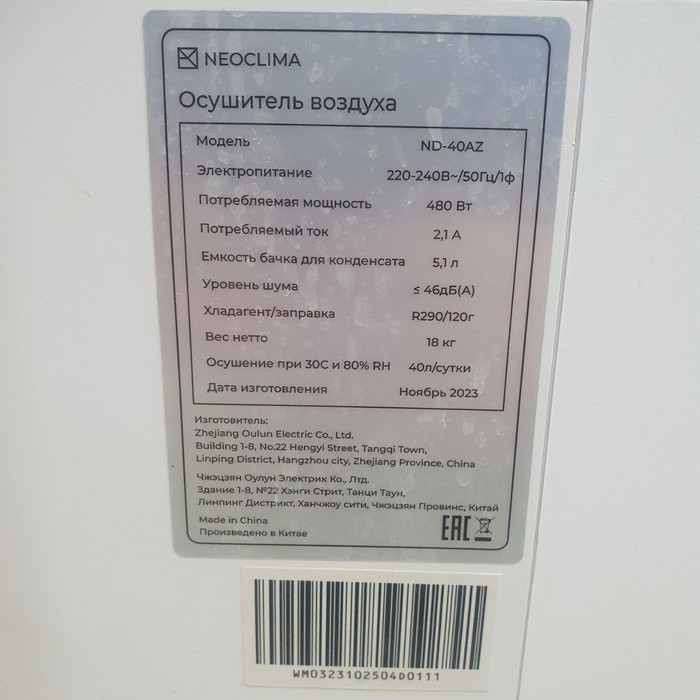 NEOCLIMA
Осушитель воздуха
Модель ND-40AZ
Электропитание 220-240В~/50Гц/1ф
Потребляемая мощность 480 Вт
Потребляемый ток 2,1 А
Емкость бачка для конденсата 5,1 л
Уровень шума ≤ 46дБ(А)
Хладагент/заправка R290/120г
Вес нетто 18 кг
Осушение при 30С и 80% RH 40л/сутки
Дата изготовления Ноябрь 2023
Изготовитель:
Zhejiang Oulun Electric Co., Ltd.
Building 1-8, No.22 Hengyi Street, Tangqi Town,
Linping District, Hangzhou city, Zhejiang Province, China
Чжэцзян Оулун Электрик Ко., Лтд.
Здание 1-8, №22 Хэнги Стрит, Танци Таун,
Линпинг Дистрикт, Ханчжоу сити, Чжэцзян Провинс, Китай
Made in China
Произведено в Китае
EAC
WM0323102504D0111